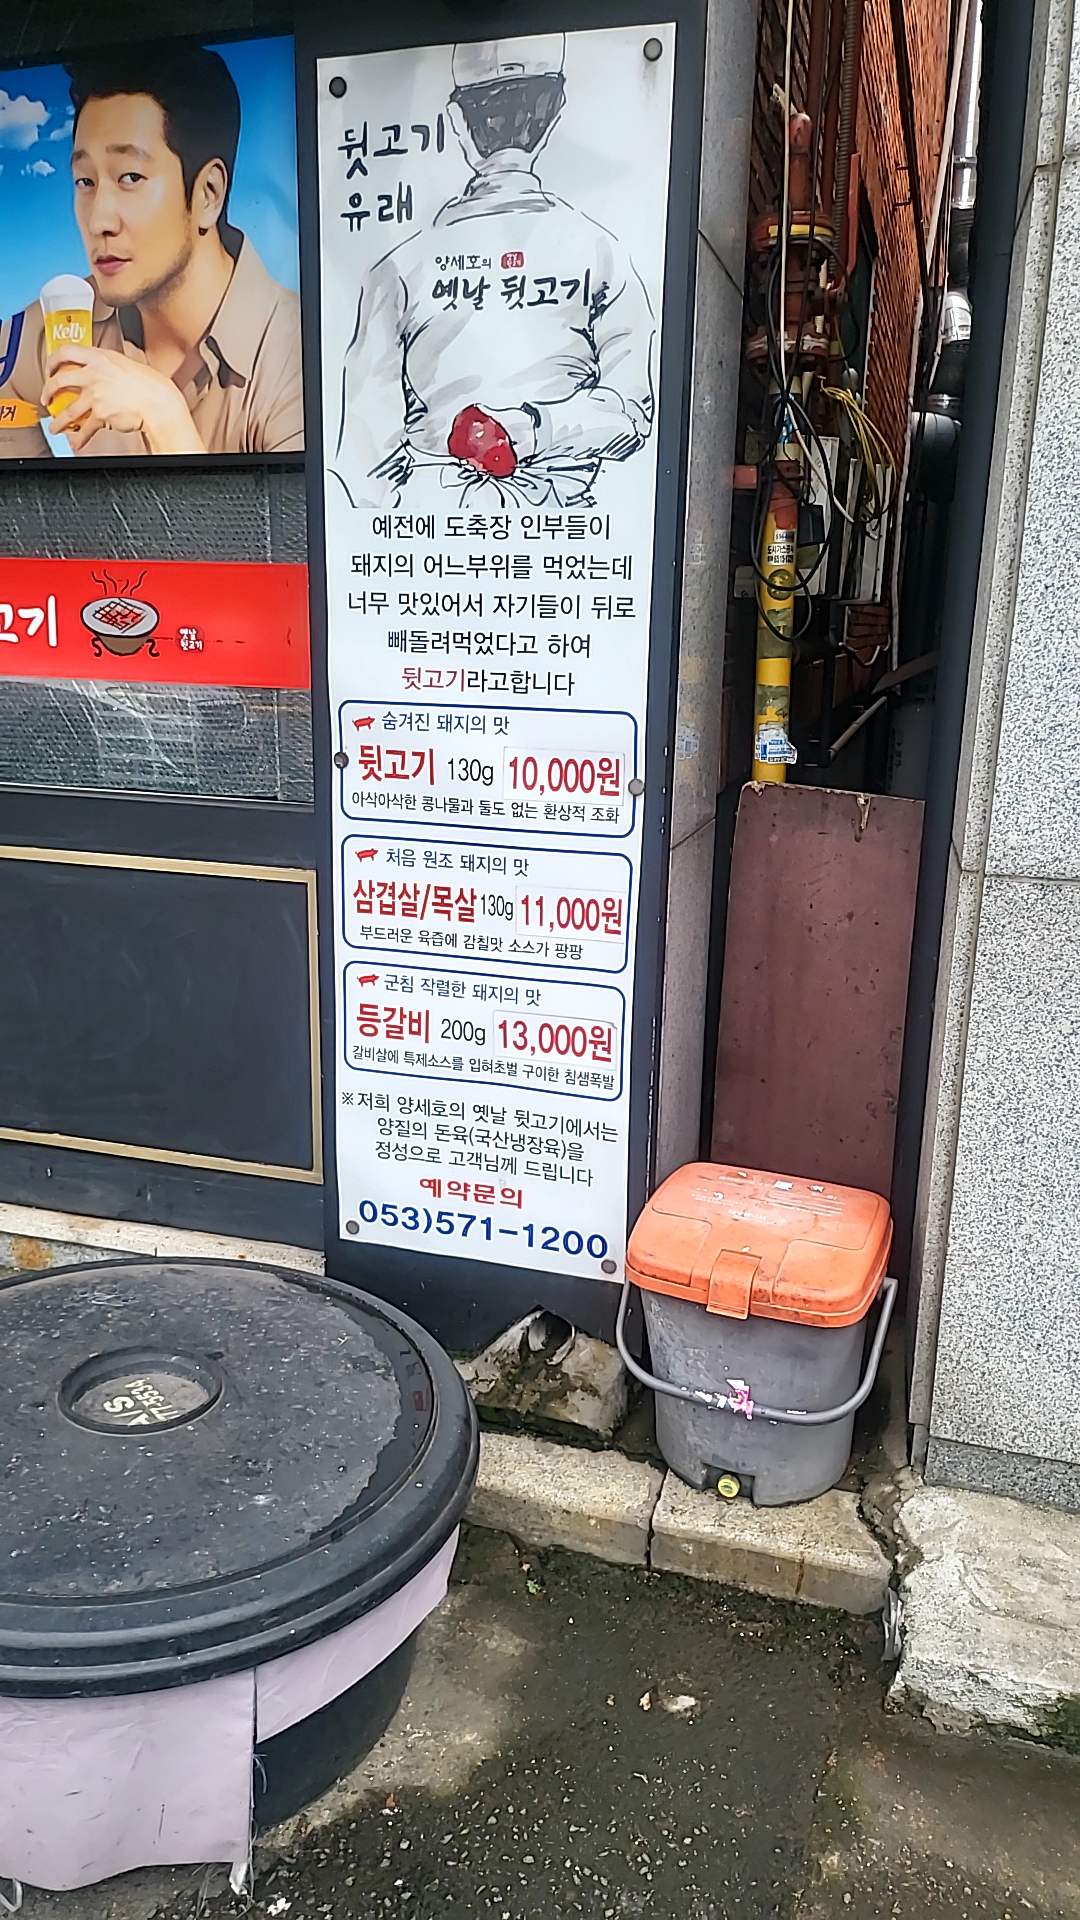 Kelly
고기
옛날
뒷고기
뒷고기
유래
양세호의
옛날 뒷고기
예전에 도축장 인부들이
돼지의 어느부위를 먹었는데
너무 맛있어서 자기들이 뒤로
빼돌려먹었다고 하여
뒷고기라고합니다
숨겨진 돼지의 맛
뒷고기 130g 10,000원
아삭아삭한 콩나물과 둘도 없는 환상적 조화
처음 원조 돼지의 맛
삼겹살/목살 130g 11,000원
부드러운 육즙에 감칠맛 소스가 팡팡
군침 작렬한 돼지의 맛
등갈비 200g 13,000원
갈비살에 특제소스를 입혀초벌 구이한 침샘폭발
※저희 양세호의 옛날 뒷고기에서는
양질의 돈육(국산냉장육)을
정성으로 고객님께 드립니다
예약문의
053)571-1200